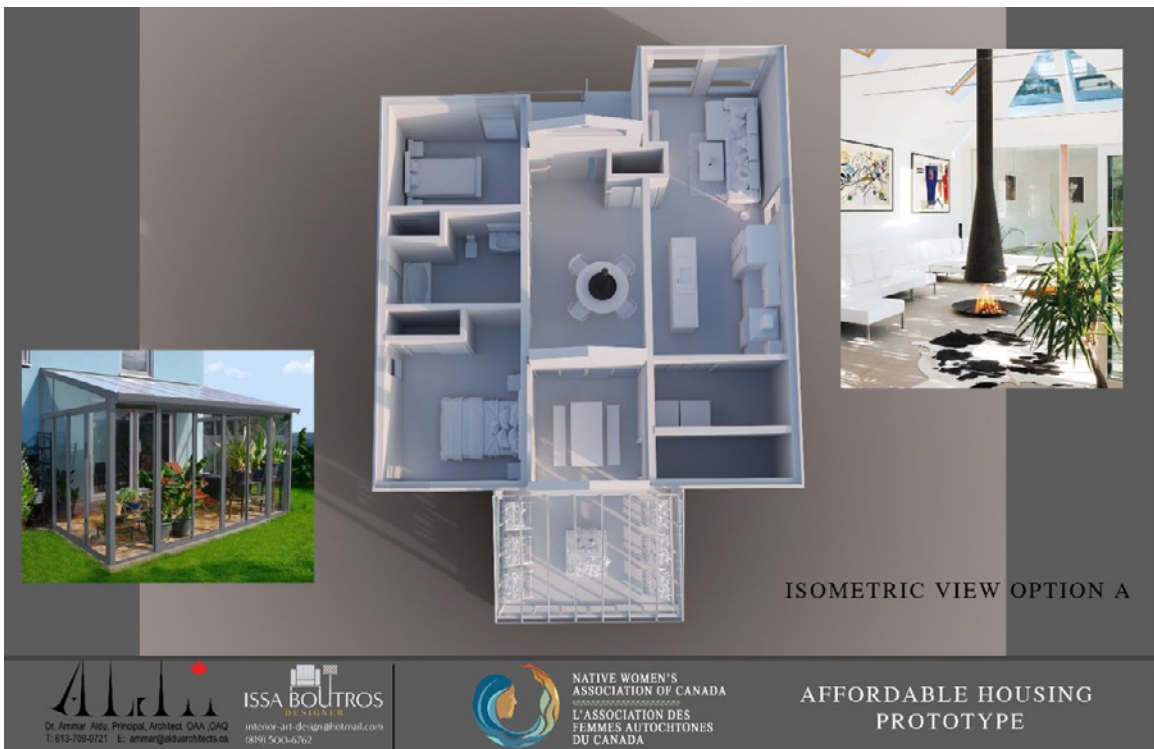 ISOMETRIC VIEW OPTION A
Aldu
Dr. Ammar Aldu. Principal, Architect OAA ,OAQ
T: 613-709-0721 E: ammar@alduarchitects.ca
ISSA BOUTROS
DESIGNER
interior-art-design@hotmail.com
(819) 500-6762
NATIVE WOMEN'S
ASSOCIATION OF CANADA
L'ASSOCIATION DES
FEMMES AUTOCHTONES
DU CANADA
AFFORDABLE HOUSING
PROTOTYPE